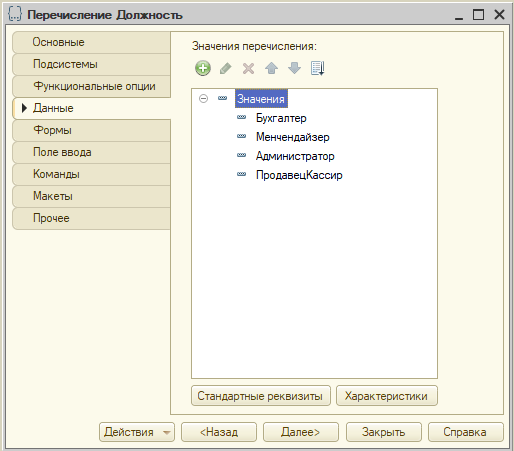 Перечисление Должность
Основные
Подсистемы
Функциональные опции
Данные
Формы
Поле ввода
Команды
Макеты
Прочее
Значения перечисления:
Значения
Бухгалтер
Менчендайзер
Администратор
ПродавецКассир
Стандартные реквизиты
Характеристики
Действия
<Назад
Далее>
Закрыть
Справка